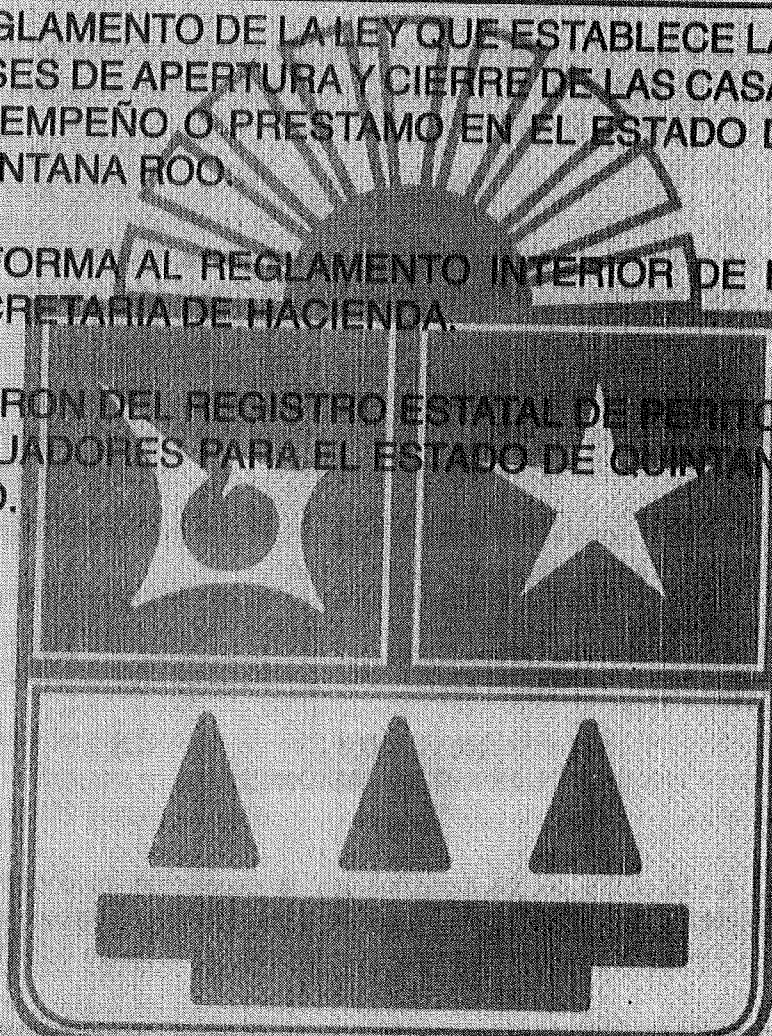 GLAMENTO DE LA LEY QUE ESTABLECE LA
SES DE APERTURA Y CIERRE DE LAS CASA
EMPEÑO O PRESTAMO EN EL ESTADO D
NTANA ROO.
FORMA AL REGLAMENTO INTERIOR DE L
CRETARIA DE HACIENDA.
RON DEL REGISTRO ESTATAL DE PERITO
UADORES PARA EL ESTADO DE QUINTAN
O.